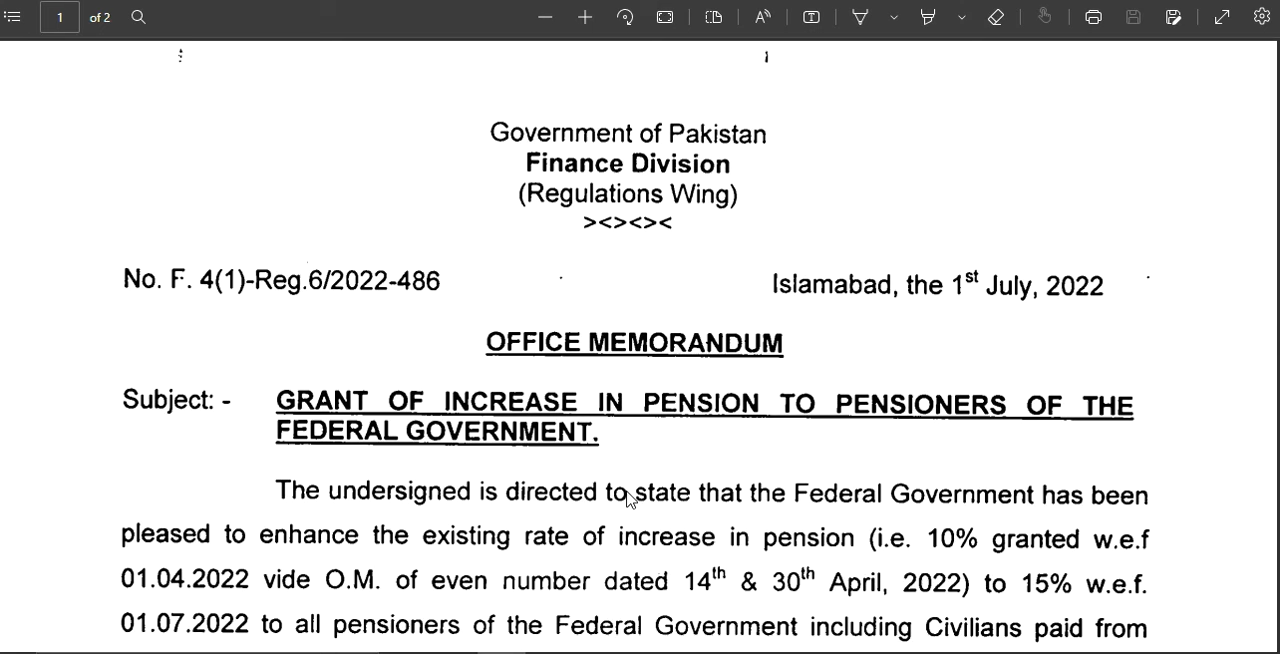 1 of 2
Government of Pakistan
Finance Division
(Regulations Wing)
><><><
No. F. 4(1)-Reg.6/2022-486 Islamabad, the 1st July, 2022
OFFICE MEMORANDUM
Subject: - GRANT OF INCREASE IN PENSION TO PENSIONERS OF THE
FEDERAL GOVERNMENT.
The undersigned is directed to state that the Federal Government has been
pleased to enhance the existing rate of increase in pension (i.e. 10% granted w.e.f
01.04.2022 vide O.M. of even number dated 14th & 30th April, 2022) to 15% w.e.f.
01.07.2022 to all pensioners of the Federal Government including Civilians paid from